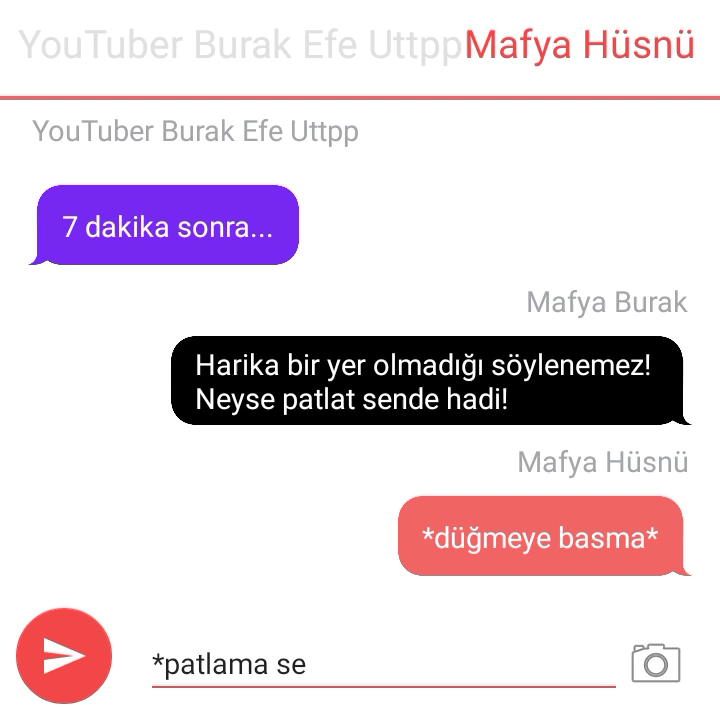 YouTuber Burak Efe Uttpp Mafya Hüsnü
YouTuber Burak Efe Uttpp
7 dakika sonra...
Mafya Burak
Harika bir yer olmadığı söylenemez!
Neyse patlat sende hadi!
Mafya Hüsnü
*düğmeye basma*
*patlama se